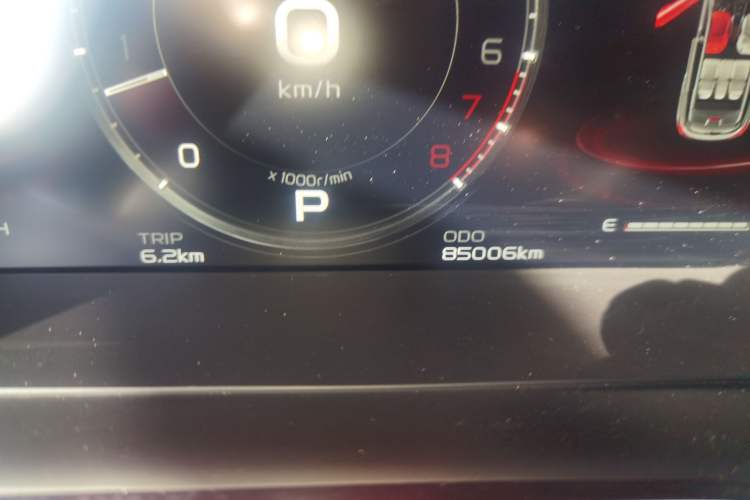 0
km/h
1
6
7
0
8
x 1000r/min
P
TRIP
6.2km
ODO
85006km
E